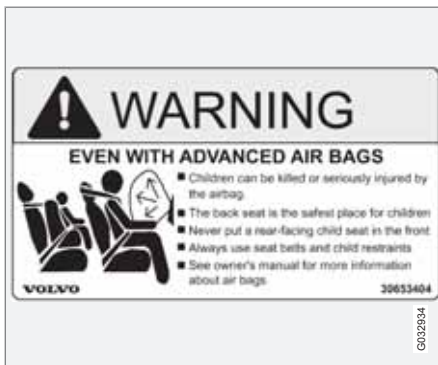 WARNING
EVEN WITH ADVANCED AIR BAGS
■ Children can be killed or seriously injured by
the airbag.
■ The back seat is the safest place for children
■ Never put a rear-facing child seat in the front
■ Always use seat belts and child restraints
■ See owner's manual for more information
about air bags
VOLVO
30653404
G032934